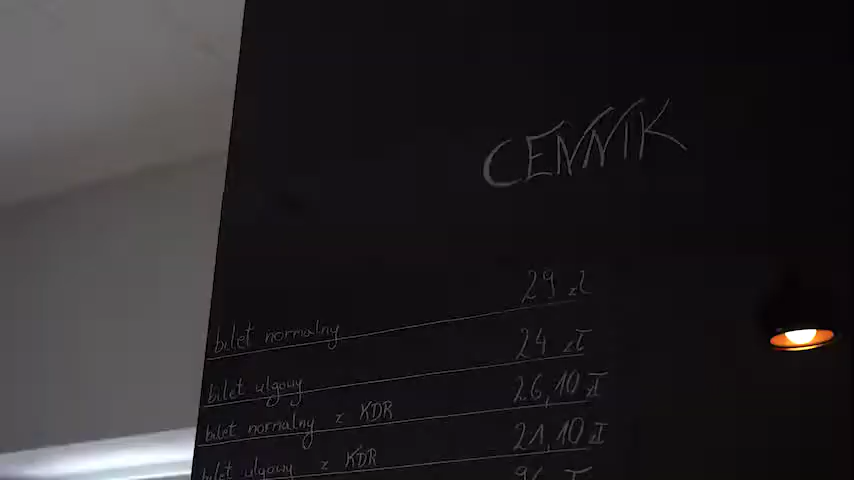 CENNIK
bilet normalny 29 zł
bilet ulgowy 24 zł
bilet normalny z KDR 26,10 zł
bilet ulgowy z KDR 21,10 zł